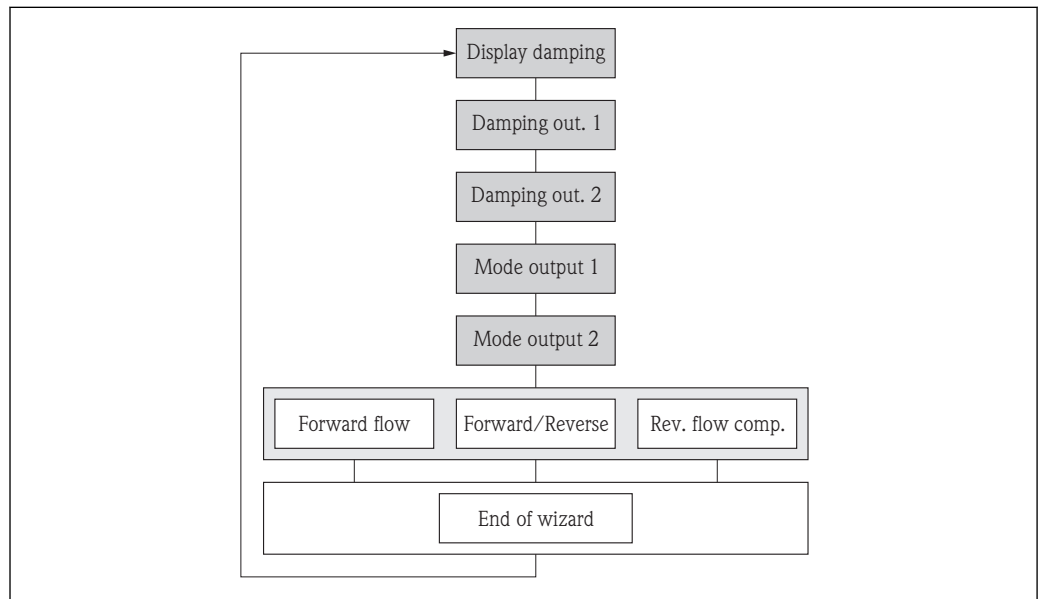 Display damping
Damping out. 1
Damping out. 2
Mode output 1
Mode output 2
Forward flow
Forward/Reverse
Rev. flow comp.
End of wizard